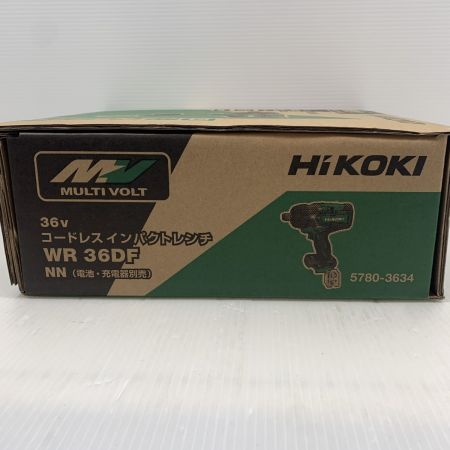 MV
MULTI VOLT
HiKOKI
36v
コードレス インパクトレンチ
WR 36DF
NN (電池・充電器別売)
5780-3634